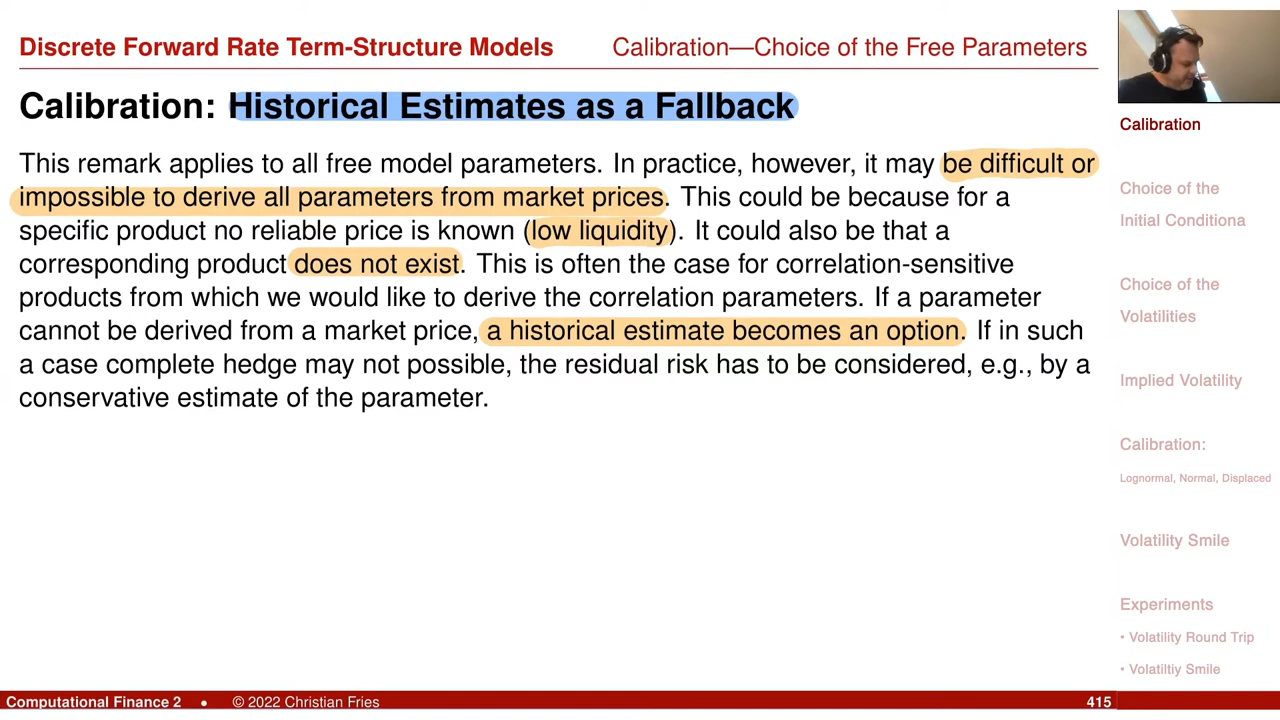 Discrete Forward Rate Term-Structure Models Calibration—Choice of the Free Parameters
Calibration: Historical Estimates as a Fallback
This remark applies to all free model parameters. In practice, however, it may be difficult or
impossible to derive all parameters from market prices. This could be because for a
specific product no reliable price is known (low liquidity). It could also be that a
corresponding product does not exist. This is often the case for correlation-sensitive
products from which we would like to derive the correlation parameters. If a parameter
cannot be derived from a market price, a historical estimate becomes an option. If in such
a case complete hedge may not possible, the residual risk has to be considered, e.g., by a
conservative estimate of the parameter.
Calibration
Choice of the
Initial Conditiona
Choice of the
Volatilities
Implied Volatility
Calibration:
Lognormal, Normal, Displaced
Volatility Smile
Experiments
• Volatility Round Trip
• Volatiltiy Smile
Computational Finance 2 • © 2022 Christian Fries 415